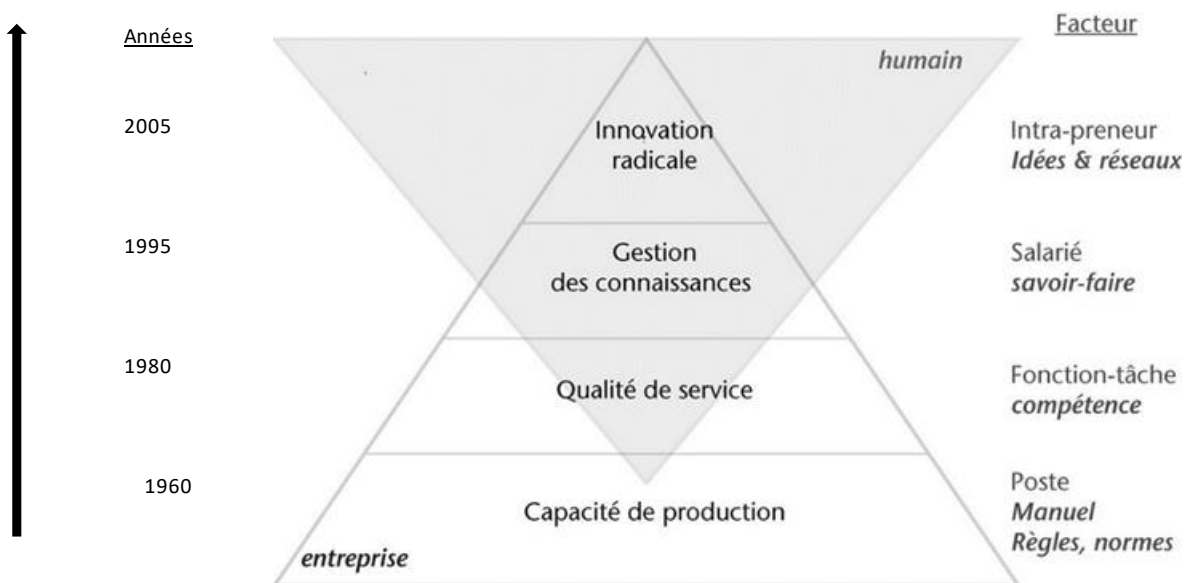 Années
Facteur
humain
2005
Innovation
radicale
Intra-preneur
Idées & réseaux
1995
Gestion
des connaissances
Salarié
savoir-faire
1980
Qualité de service
Fonction-tâche
compétence
1960
Capacité de production
Poste
Manuel
Règles, normes
entreprise